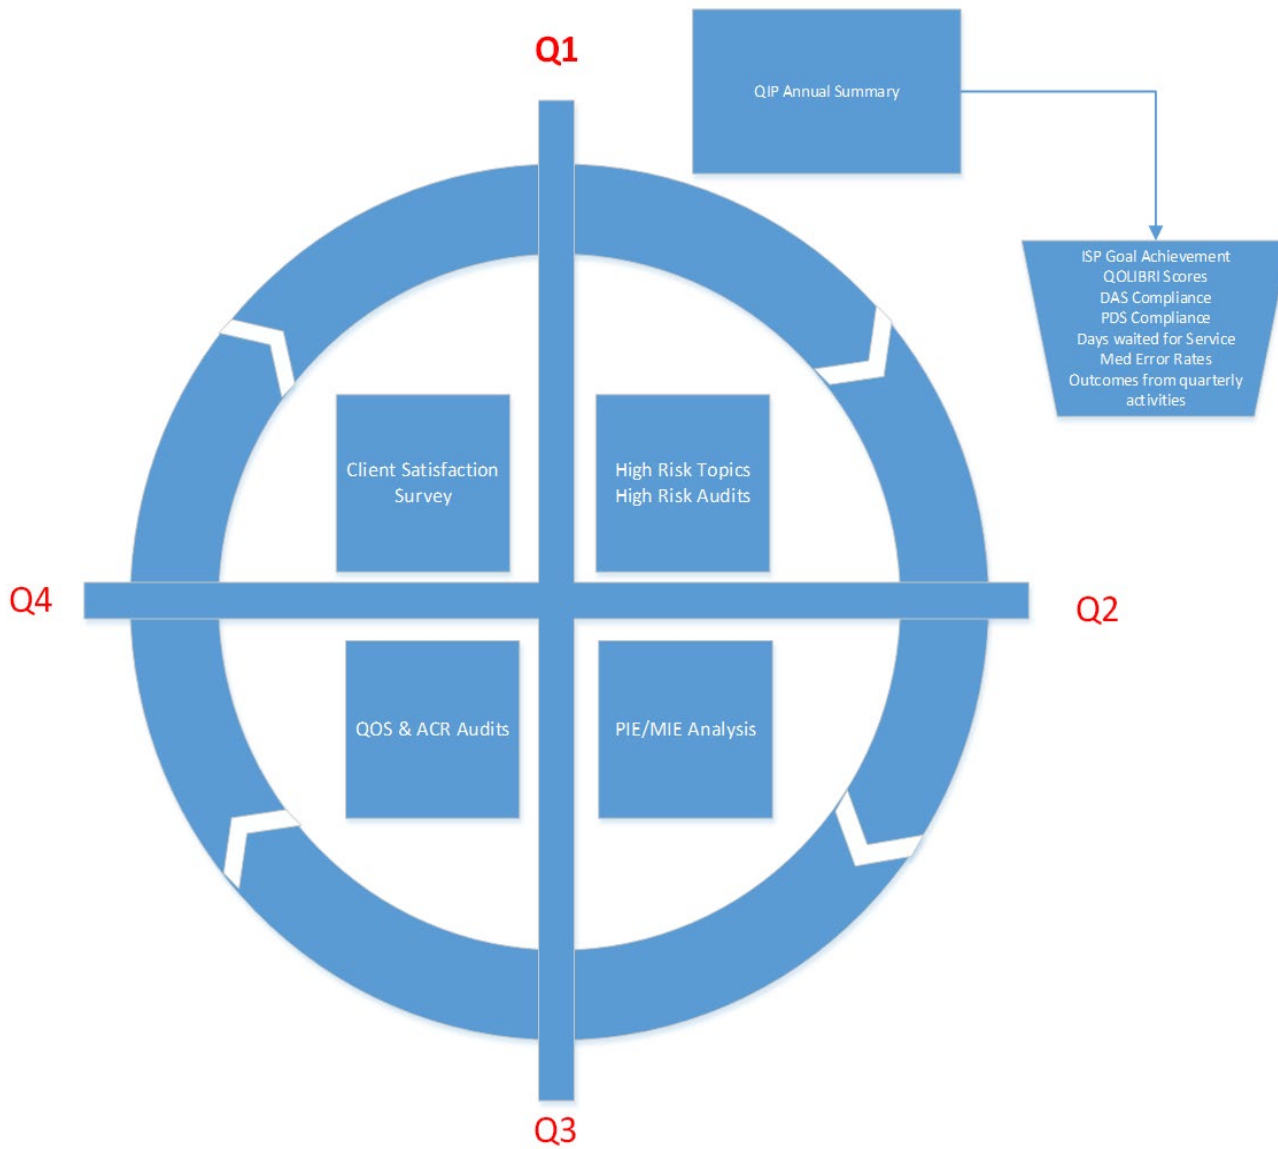 Q1
QIP Annual Summary
ISP Goal Achievement
QOLIBRI Scores
DAS Compliance
PDS Compliance
Days waited for Service
Med Error Rates
Outcomes from quarterly
activities
Client Satisfaction
Survey
High Risk Topics
High Risk Audits
Q4
Q2
QOS & ACR Audits
PIE/MIE Analysis
Q3